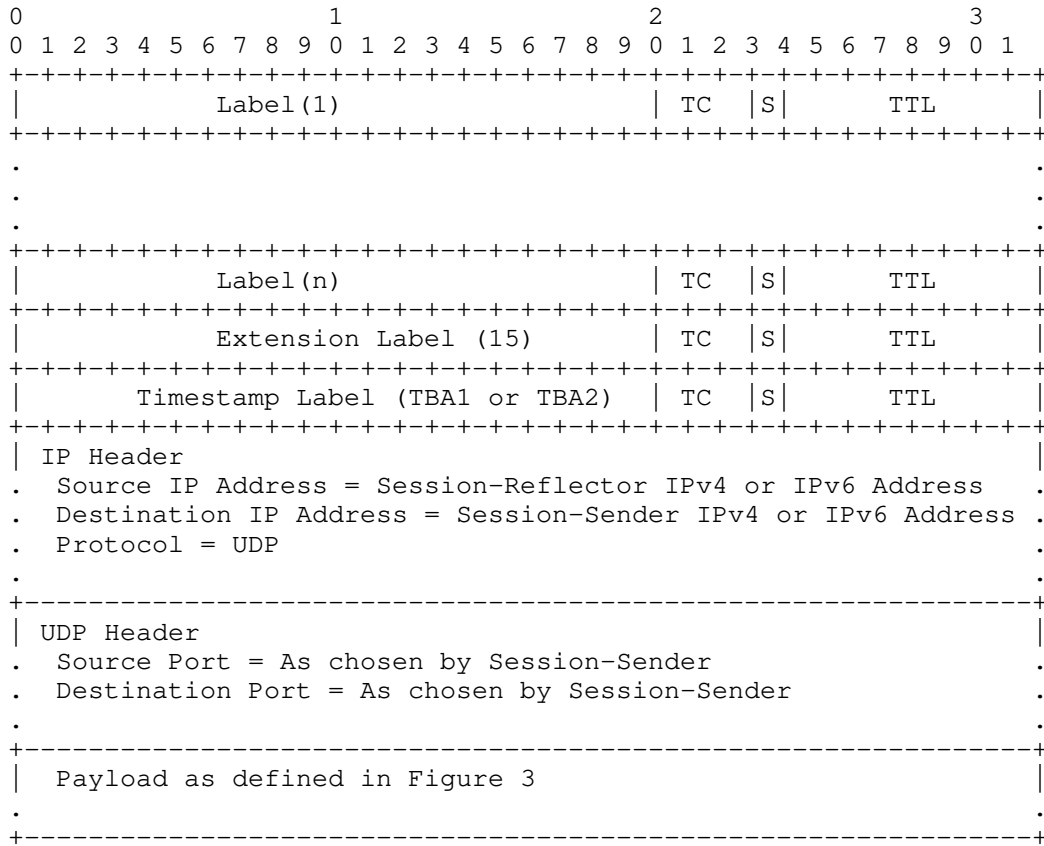 0                   1                   2                   3
0 1 2 3 4 5 6 7 8 9 0 1 2 3 4 5 6 7 8 9 0 1 2 3 4 5 6 7 8 9 0 1
+-+-+-+-+-+-+-+-+-+-+-+-+-+-+-+-+-+-+-+-+-+-+-+-+-+-+-+-+-+-+-+-+
|            Label(1)                   | TC  |S|      TTL      |
+-+-+-+-+-+-+-+-+-+-+-+-+-+-+-+-+-+-+-+-+-+-+-+-+-+-+-+-+-+-+-+-+
.                                                               .
.                                                               .
.                                                               .
+-+-+-+-+-+-+-+-+-+-+-+-+-+-+-+-+-+-+-+-+-+-+-+-+-+-+-+-+-+-+-+-+
|            Label(n)                   | TC  |S|      TTL      |
+-+-+-+-+-+-+-+-+-+-+-+-+-+-+-+-+-+-+-+-+-+-+-+-+-+-+-+-+-+-+-+-+
|            Extension Label (15)       | TC  |S|      TTL      |
+-+-+-+-+-+-+-+-+-+-+-+-+-+-+-+-+-+-+-+-+-+-+-+-+-+-+-+-+-+-+-+-+
|       Timestamp Label (TBA1 or TBA2)  | TC  |S|      TTL      |
+-+-+-+-+-+-+-+-+-+-+-+-+-+-+-+-+-+-+-+-+-+-+-+-+-+-+-+-+-+-+-+-+
| IP Header                                                     |
.  Source IP Address = Session-Reflector IPv4 or IPv6 Address   .
.  Destination IP Address = Session-Sender IPv4 or IPv6 Address .
.  Protocol = UDP                                               .
.                                                               .
+---------------------------------------------------------------+
| UDP Header                                                    |
.  Source Port = As chosen by Session-Sender                    .
.  Destination Port = As chosen by Session-Sender               .
.                                                               .
+---------------------------------------------------------------+
|  Payload as defined in Figure 3                               |
.                                                               .
+---------------------------------------------------------------+